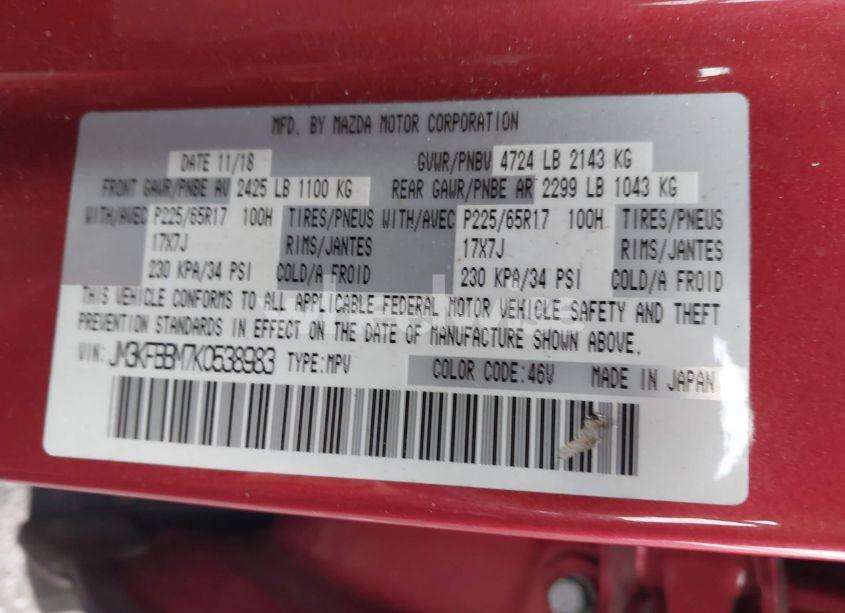 MFD. BY MAZDA MOTOR CORPORATION
DATE 11/18 GVWR/PNBV 4724 LB 2143 KG
FRONT GAWR/PNBE AV 2425 LB 1100 KG REAR GAWR/PNBE AR 2299 LB 1043 KG
WITH/AVEC P225/65R17 100H TIRES/PNEUS WITH/AVEC P225/65R17 100H TIRES/PNEUS
17X7J RIMS/JANTES 17X7J RIMS/JANTES
230 KPA/34 PSI COLD/A FROID 230 KPA/34 PSI COLD/A FROID
THIS VEHICLE CONFORMS TO ALL APPLICABLE FEDERAL MOTOR VEHICLE SAFETY AND THEFT
PREVENTION STANDARDS IN EFFECT ON THE DATE OF MANUFACTURE SHOWN ABOVE.
VIN: JM3KFBBM7K0538983 TYPE:MPV COLOR CODE:46V MADE IN JAPAN